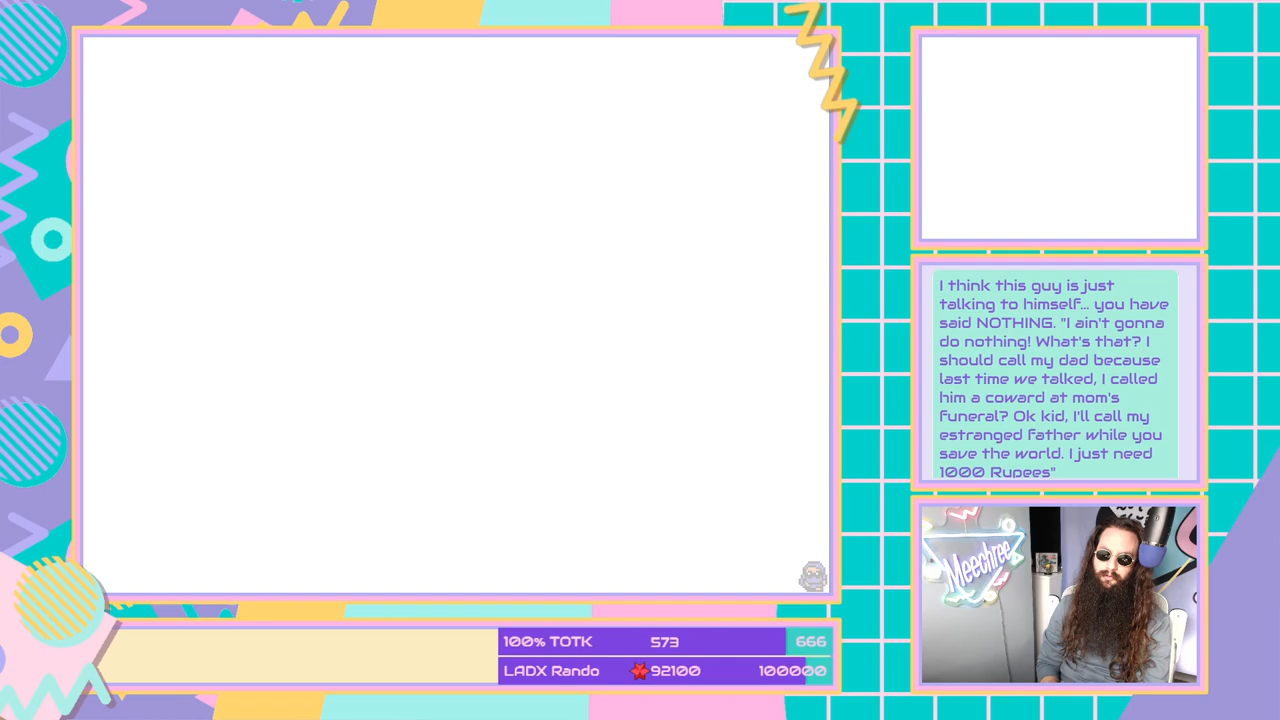 I think this guy is just
talking to himself... you have
said NOTHING. "I ain't gonna
do nothing! What's that? I
should call my dad because
last time we talked, I called
him a coward at mom's
funeral? Ok kid, I'll call my
estranged father while you
save the world. I just need
1000 Rupees"
Meechree
100% TOTK 573 666
LADX Rando 92100 100000